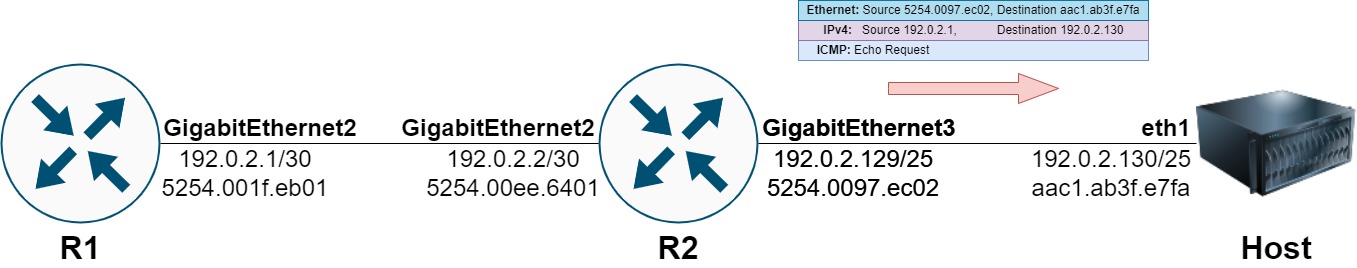 Ethernet: Source 5254.0097.ec02, Destination aac1.ab3f.e7fa
IPv4: Source 192.0.2.1, Destination 192.0.2.130
ICMP: Echo Request
GigabitEthernet2
192.0.2.1/30
5254.001f.eb01
GigabitEthernet2
192.0.2.2/30
5254.00ee.6401
GigabitEthernet3
192.0.2.129/25
5254.0097.ec02
eth1
192.0.2.130/25
aac1.ab3f.e7fa
R1
R2
Host